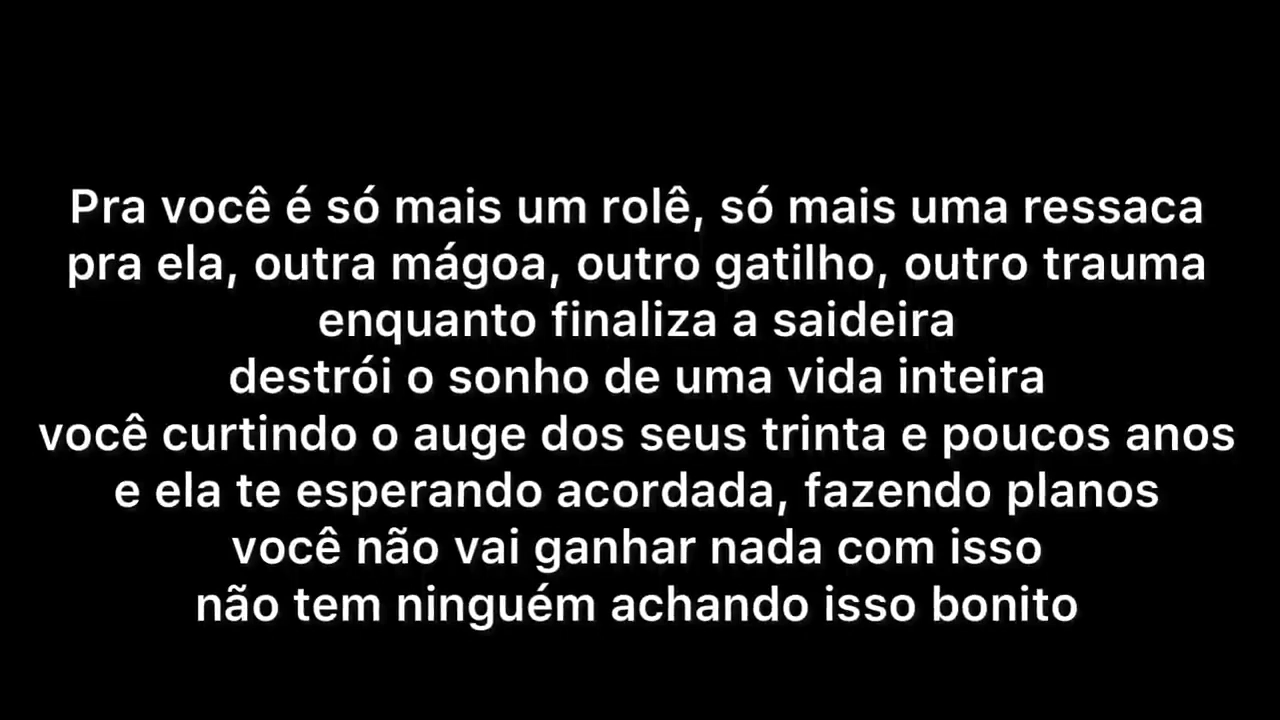 Pra você é só mais um rolê, só mais uma ressaca
pra ela, outra mágoa, outro gatilho, outro trauma
enquanto finaliza a saideira
destrói o sonho de uma vida inteira
você curtindo o auge dos seus trinta e poucos anos
e ela te esperando acordada, fazendo planos
você não vai ganhar nada com isso
não tem ninguém achando isso bonito